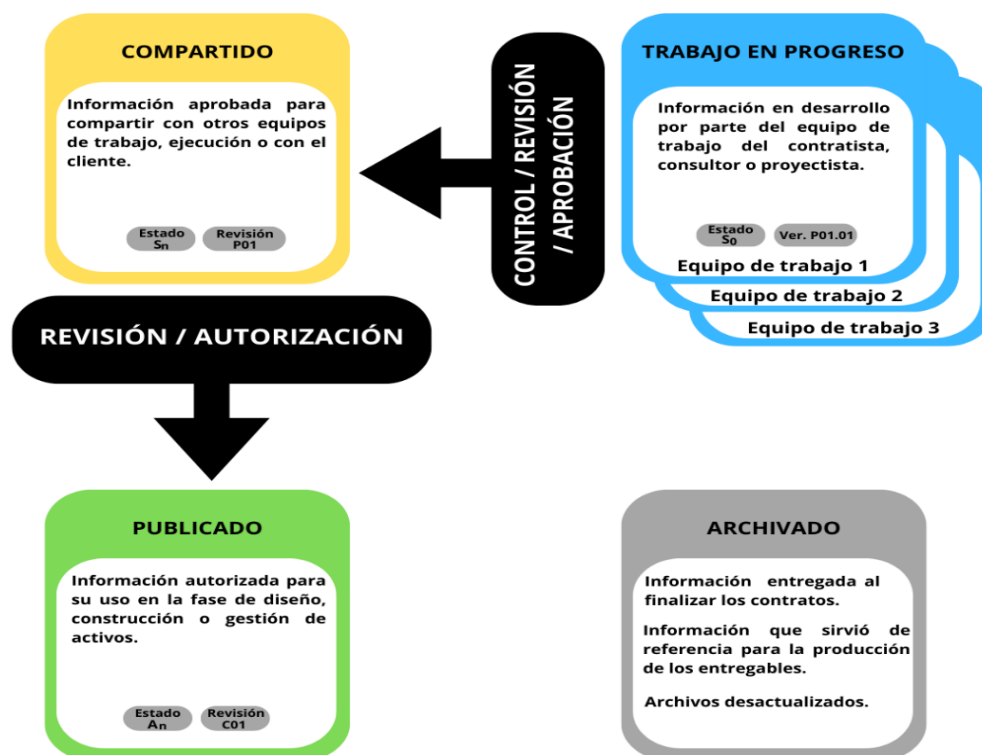 COMPARTIDO
Información aprobada para
compartir con otros equipos
de trabajo, ejecución o con el
cliente.
Estado
Sn
Revisión
P01
CONTROL / REVISIÓN
/ APROBACIÓN
TRABAJO EN PROGRESO
Información en desarrollo
por parte del equipo de
trabajo del contratista,
consultor o proyectista.
Estado
S0
Ver. P01.01
Equipo de trabajo 1
Equipo de trabajo 2
Equipo de trabajo 3
REVISIÓN / AUTORIZACIÓN
PUBLICADO
Información autorizada para
su uso en la fase de diseño,
construcción o gestión de
activos.
Estado
An
Revisión
C01
ARCHIVADO
Información entregada al
finalizar los contratos.
Información que sirvió de
referencia para la producción
de los entregables.
Archivos desactualizados.